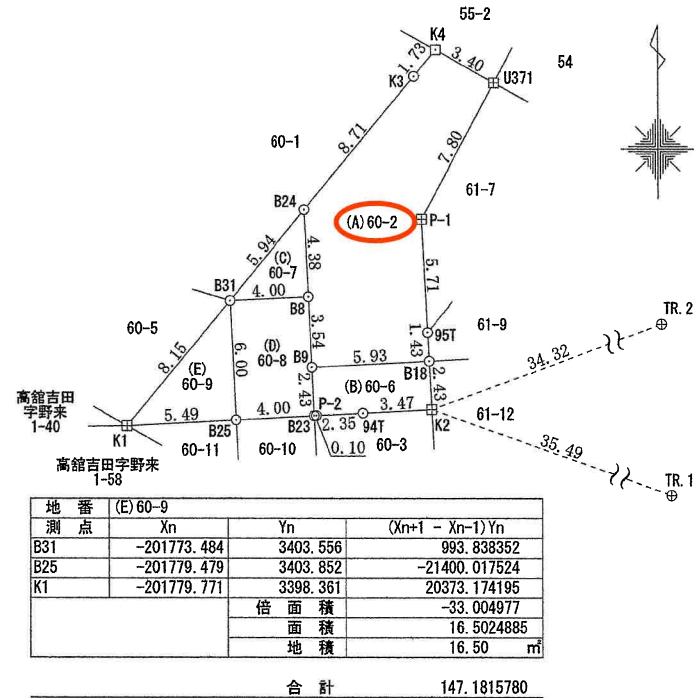 55-2
K4
54
1.73
3.40
K3
U371
60-1
8.71
7.80
61-7
B24
(A)60-2
P-1
5.94
4.38
(C)
60-7
5.71
B31
4.00
B8
TR.2
60-5
95T
61-9
8.15
6.00
(D)
60-8
3.54
1.43
34.32
(E)
60-9
B9
5.93
B18
2.43
(B)60-6
2.43
高舘吉田
字野来
1-40
K1
5.49
B25
4.00
B23
P-2
2.35
94T
3.47
K2
61-12
60-11
60-10
0.10
60-3
35.49
高舘吉田字野来
1-58
TR.1
地番 (E)60-9
測点 Xn Yn (Xn+1 - Xn-1)Yn
B31 -201773.484 3403.556 993.838352
B25 -201779.479 3403.852 -21400.017524
K1 -201779.771 3398.361 20373.174195
倍面積 -33.004977
面積 16.5024885
地積 16.50 ㎡
合計 147.1815780